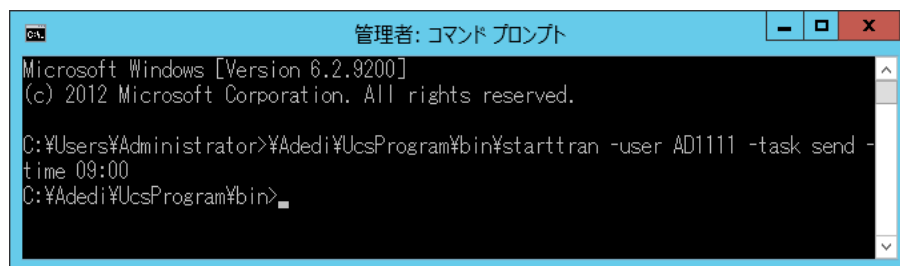 管理者: コマンド プロンプト
Microsoft Windows [Version 6.2.9200]
(c) 2012 Microsoft Corporation. All rights reserved.
C:¥Users¥Administrator>¥Adedi¥UcsProgram¥bin¥starttran -user AD1111 -task send -
time 09:00
C:¥Adedi¥UcsProgram¥bin>_